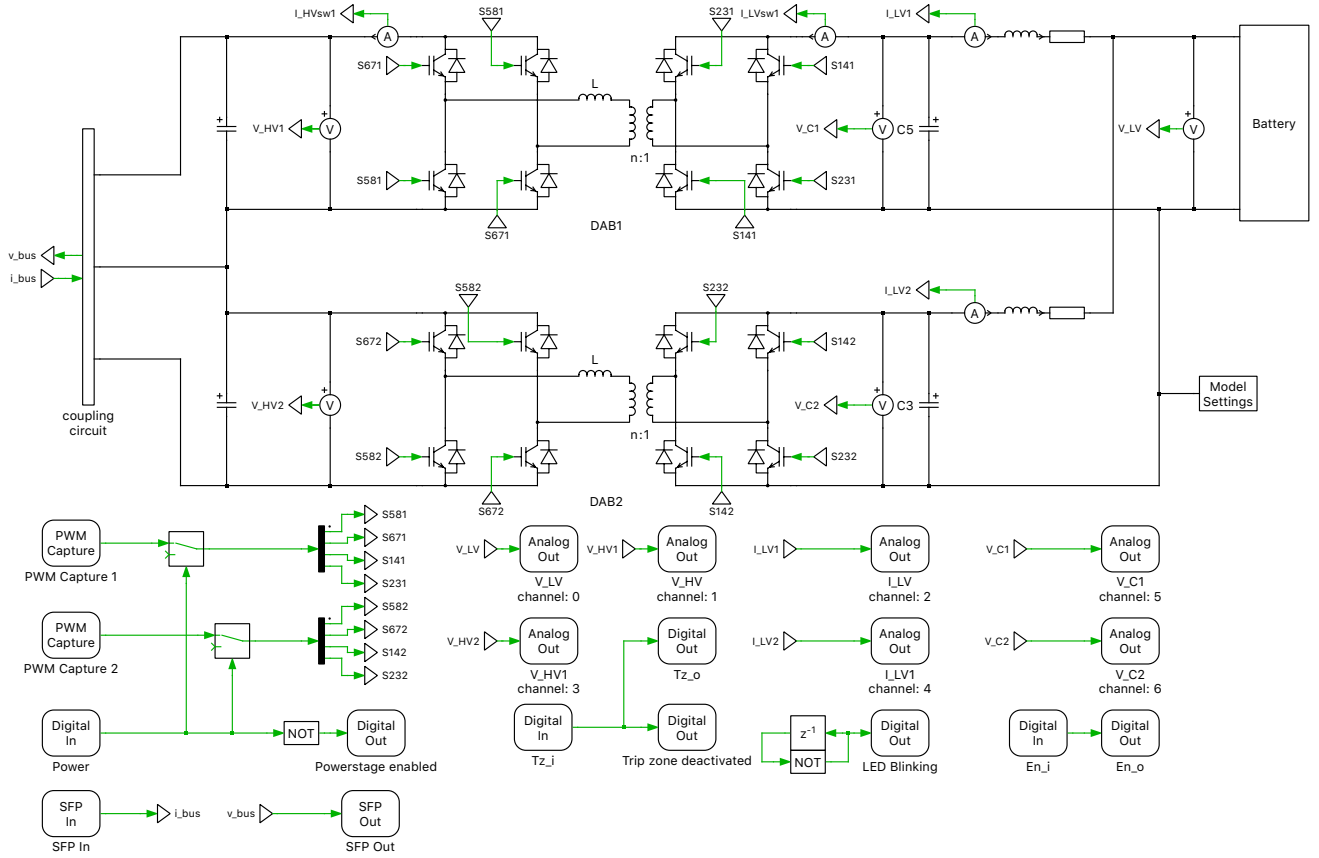 I_HVsw1
S581
S231
I_LVsw1
I_LV1
A
A
A
S671
S141
L
V_HV1
V
V_C1
V
C5
V_LV
V
Battery
n:1
S581
S231
S671
DAB1
S141
v_bus
i_bus
S582
S232
I_LV2
A
S672
S142
L
V_HV2
V
V_C2
V
C3
Model
Settings
coupling
circuit
n:1
S582
S232
S672
DAB2
S142
PWM
Capture
PWM Capture 1
S581
S671
S141
S231
V_LV
Analog
Out
V_LV
channel: 0
V_HV1
Analog
Out
V_HV
channel: 1
I_LV1
Analog
Out
I_LV
channel: 2
V_C1
Analog
Out
V_C1
channel: 5
PWM
Capture
PWM Capture 2
S582
S672
S142
S232
V_HV2
Analog
Out
V_HV1
channel: 3
Digital
Out
Tz_o
I_LV2
Analog
Out
I_LV1
channel: 4
V_C2
Analog
Out
V_C2
channel: 6
Digital
In
Power
NOT
Digital
Out
Powerstage enabled
Digital
In
Tz_i
Digital
Out
Trip zone deactivated
z-1
NOT
Digital
Out
LED Blinking
Digital
In
En_i
Digital
Out
En_o
SFP
In
SFP In
i_bus
v_bus
SFP
Out
SFP Out